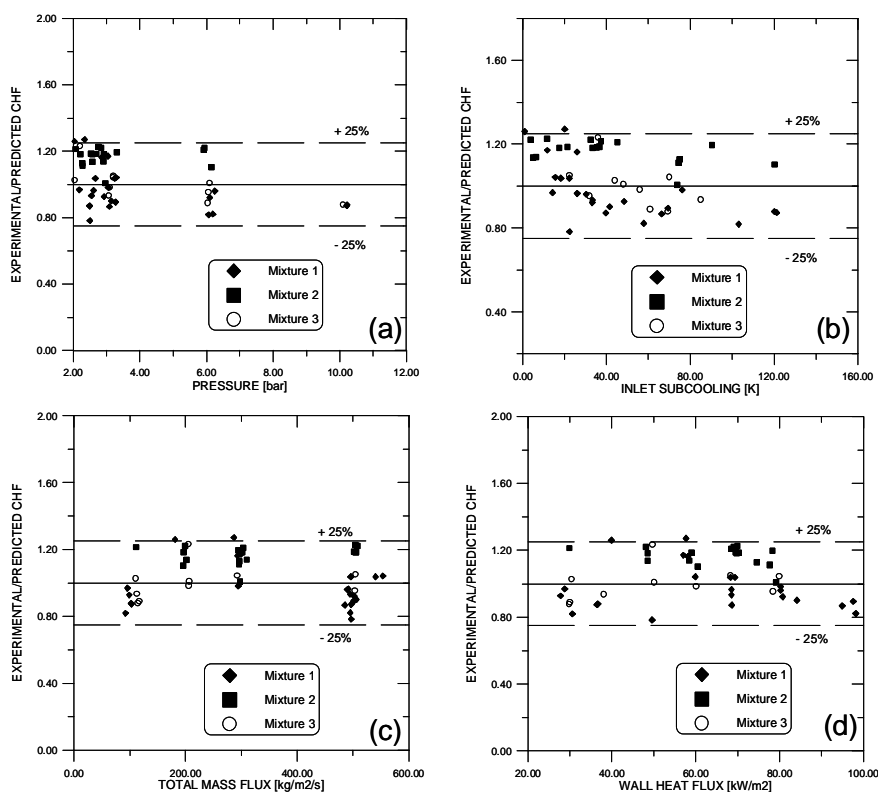 2.00
1.60
1.20
0.80
0.40
0.00
EXPERIMENTAL/PREDICTED CHF
+ 25%
- 25%
Mixture 1
Mixture 2
Mixture 3
(a)
2.00 4.00 6.00 8.00 10.00 12.00
PRESSURE [bar]
2.00
1.60
1.20
0.80
0.40
EXPERIMENTAL/PREDICTED CHF
+ 25%
- 25%
Mixture 1
Mixture 2
Mixture 3
(b)
0.00 40.00 80.00 120.00 160.00
INLET SUBCOOLING [K]
2.00
1.60
1.20
0.80
0.40
0.00
EXPERIMENTAL/PREDICTED CHF
+ 25%
- 25%
Mixture 1
Mixture 2
Mixture 3
(c)
0.00 200.00 400.00 600.00
TOTAL MASS FLUX [kg/m2/s]
2.00
1.60
1.20
0.80
0.40
0.00
EXPERIMENTAL/PREDICTED CHF
+ 25%
- 25%
Mixture 1
Mixture 2
Mixture 3
(d)
20.00 40.00 60.00 80.00 100.00
WALL HEAT FLUX [kW/m2]